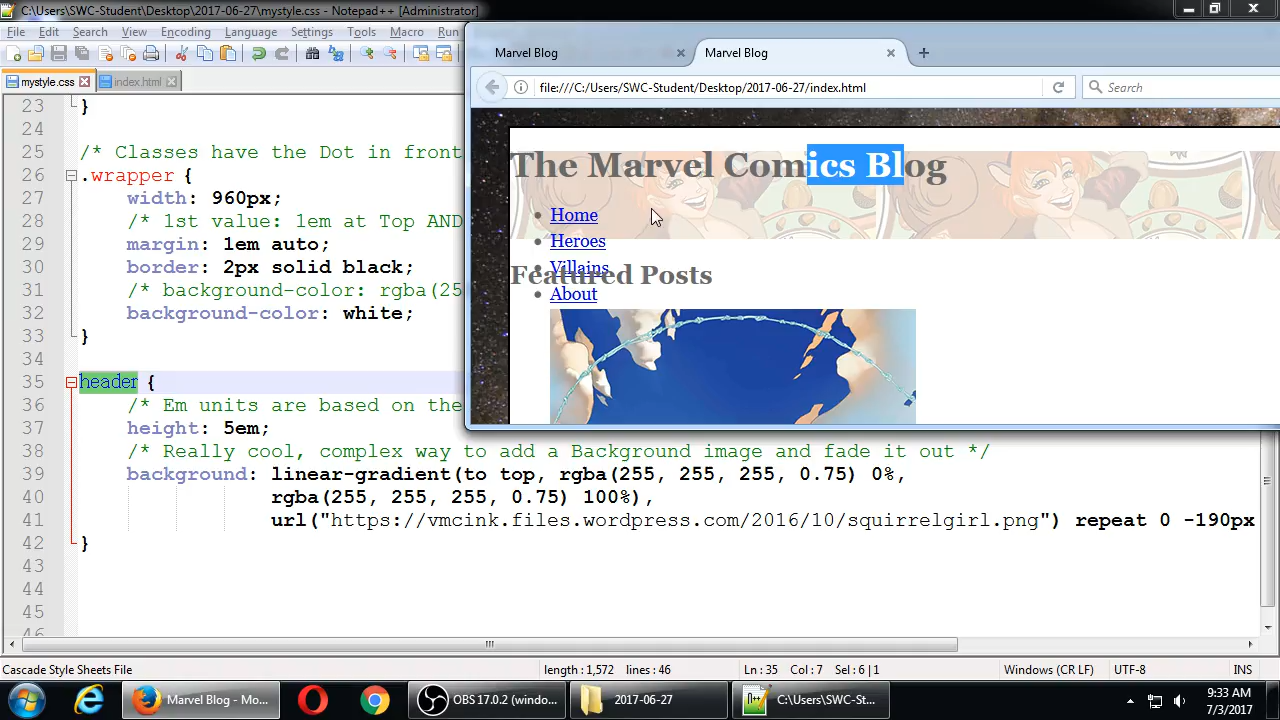 C:\Users\SWC-Student\Desktop\2017-06-27\mystyle.css - Notepad++ [Administrator]
File Edit Search View Encoding Language Settings Tools Macro Run
mystyle.css index.html
23 }
24
25 /* Classes have the Dot in front
26 .wrapper {
27 width: 960px;
28 /* 1st value: 1em at Top AND
29 margin: 1em auto;
30 border: 2px solid black;
31 /* background-color: rgba(25
32 background-color: white;
33 }
34
35 header {
36 /* Em units are based on the
37 height: 5em;
38 /* Really cool, complex way to add a Background image and fade it out */
39 background: linear-gradient(to top, rgba(255, 255, 255, 0.75) 0%,
40 rgba(255, 255, 255, 0.75) 100%),
41 url("https://vmcink.files.wordpress.com/2016/10/squirrelgirl.png") repeat 0 -190px
42 }
43
44
45
46
Marvel Blog Marvel Blog
file:///C:/Users/SWC-Student/Desktop/2017-06-27/index.html Search
The Marvel Comics Blog
Home
Heroes
Villains
Featured Posts
About
Cascade Style Sheets File length : 1,572 lines : 46 Ln : 35 Col : 7 Sel : 6 | 1 Windows (CR LF) UTF-8 INS
Marvel Blog - Mo... OBS 17.0.2 (windo... 2017-06-27 C:\Users\SWC-St... 9:33 AM
7/3/2017